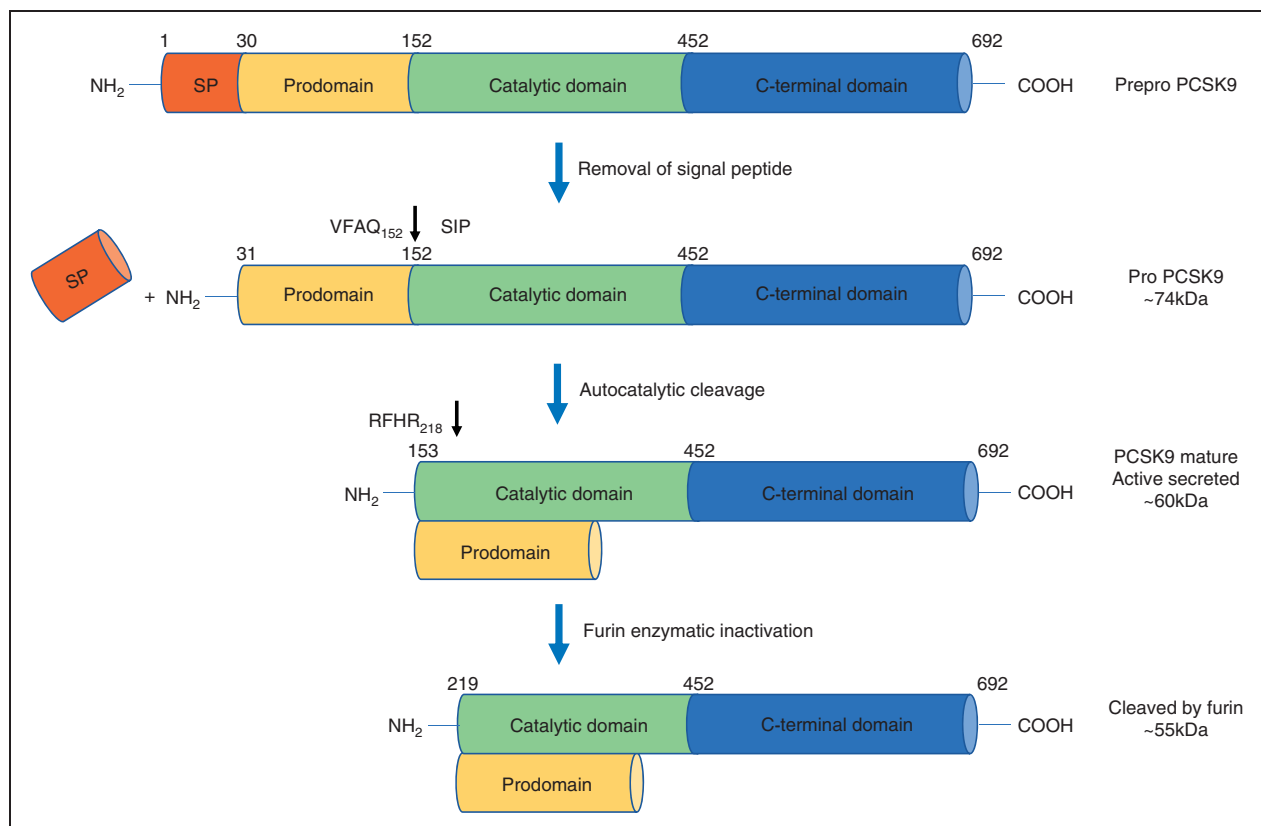 1 30 152 452 692
NH2 SP Prodomain Catalytic domain C-terminal domain COOH Prepro PCSK9
Removal of signal peptide
VFAQ152 SIP
31 152 452 692
SP + NH2 Prodomain Catalytic domain C-terminal domain COOH Pro PCSK9
~74kDa
Autocatalytic cleavage
RFHR218
153 452 692
NH2 Catalytic domain C-terminal domain COOH PCSK9 mature
Active secreted
~60kDa
Prodomain
Furin enzymatic inactivation
219 452 692
NH2 Catalytic domain C-terminal domain COOH Cleaved by furin
~55kDa
Prodomain